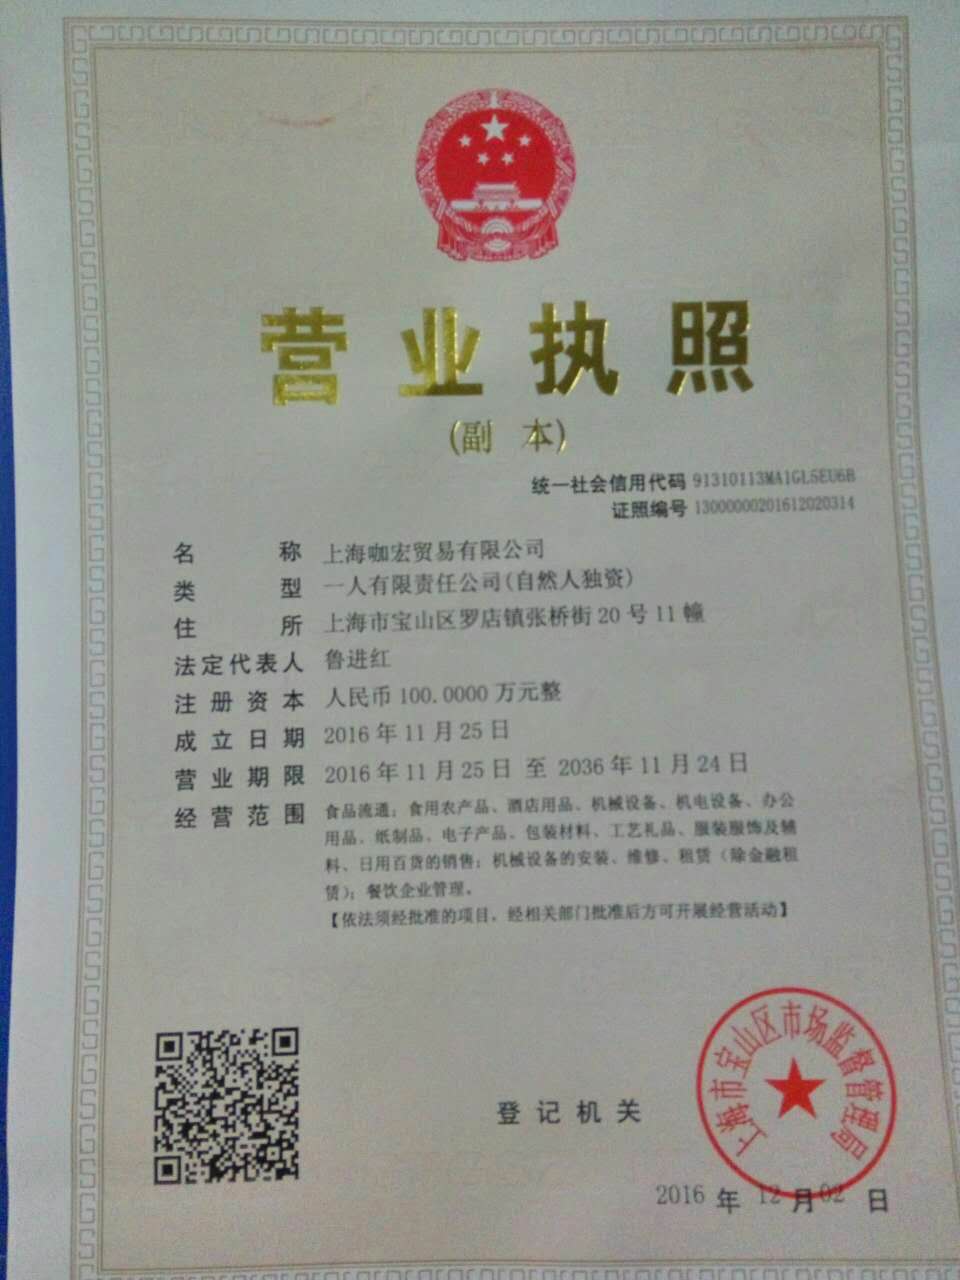 营业执照
(副 本)
统一社会信用代码 91310113MA1GL5EU6B
证照编号 13000000201612020314
名 称 上海咖宏贸易有限公司
类 型 一人有限责任公司(自然人独资)
住 所 上海市宝山区罗店镇张桥街20号11幢
法定代表人 鲁进红
注册资本 人民币100.0000万元整
成立日期 2016年11月25日
营业期限 2016年11月25日 至 2036年11月24日
经营范围 食品流通；食用农产品、酒店用品、机械设备、机电设备、办公
用品、纸制品、电子产品、包装材料、工艺礼品、服装服饰及辅
料、日用百货的销售；机械设备的安装、维修、租赁（除金融租
赁）；餐饮企业管理。
【依法须经批准的项目，经相关部门批准后方可开展经营活动】
登记机关
上海市宝山区市场监督管理局
2016 年 12 月 02 日